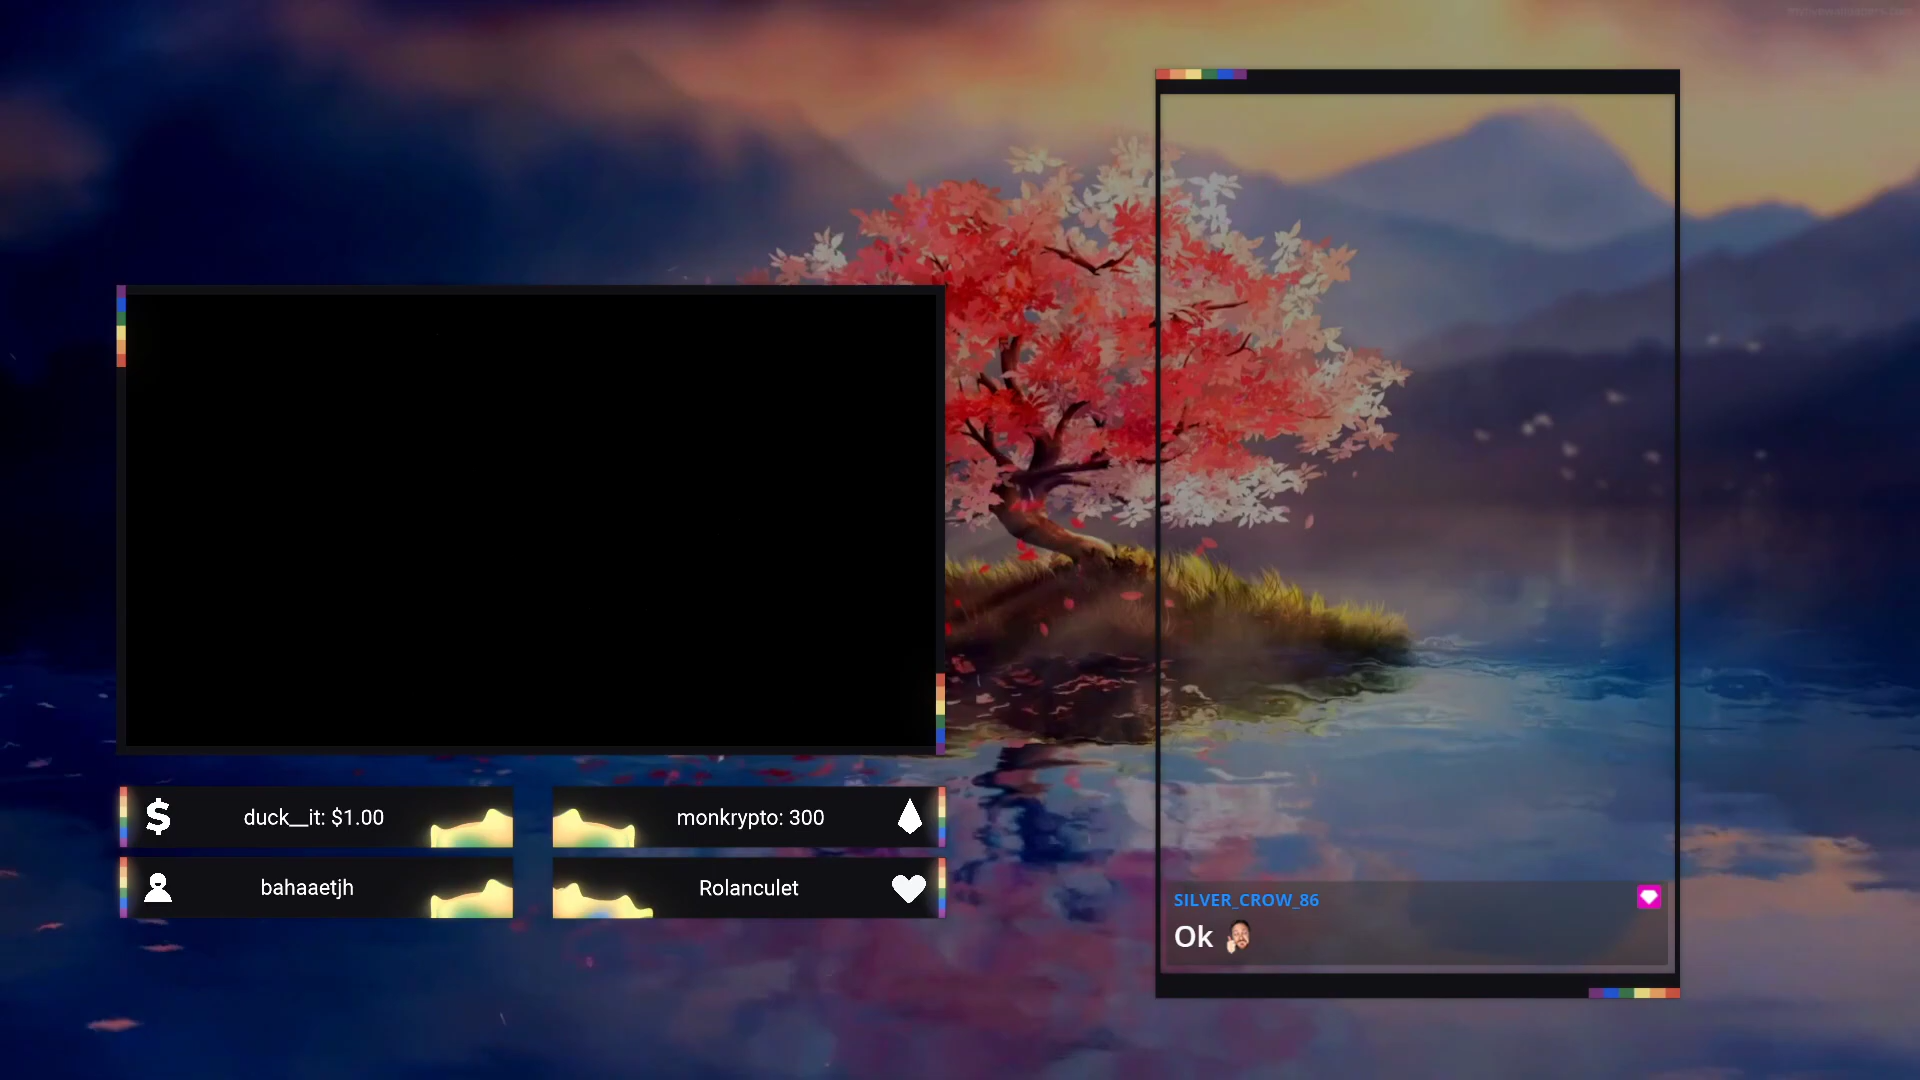 duck__it: $1.00
monkrypto: 300
bahaaetjh
Rolanculet
SILVER_CROW_86
Ok